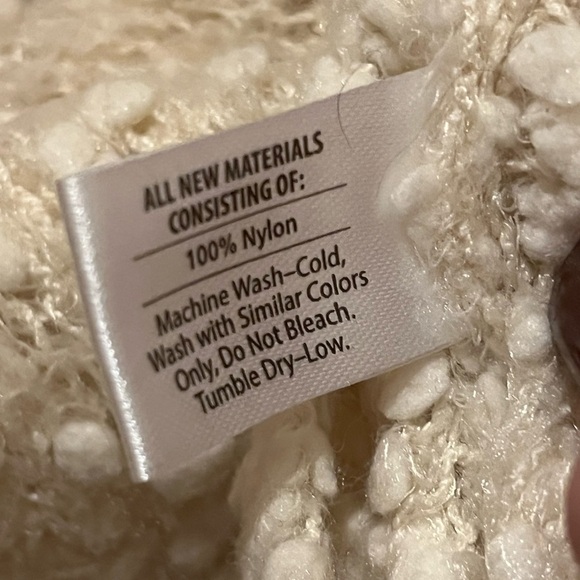 ALL NEW MATERIALS
CONSISTING OF:
100% Nylon
Machine Wash–Cold,
Wash with Similar Colors
Only, Do Not Bleach.
Tumble Dry–Low.